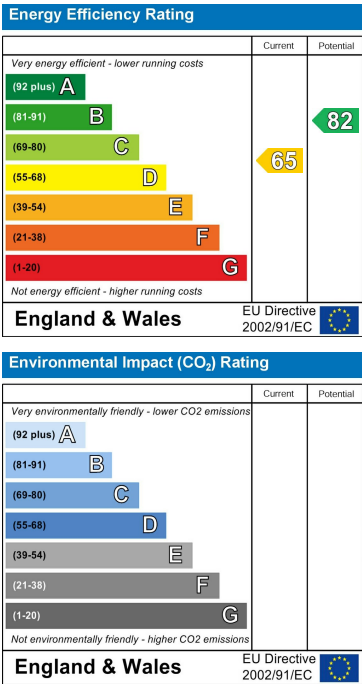 Energy Efficiency Rating
Current Potential
Very energy efficient - lower running costs
(92 plus) A
(81-91) B
(69-80) C
(55-68) D
(39-54) E
(21-38) F
(1-20) G
65
82
Not energy efficient - higher running costs
England & Wales
EU Directive
2002/91/EC
Environmental Impact (CO₂) Rating
Current Potential
Very environmentally friendly - lower CO2 emissions
(92 plus) A
(81-91) B
(69-80) C
(55-68) D
(39-54) E
(21-38) F
(1-20) G
Not environmentally friendly - higher CO2 emissions
England & Wales
EU Directive
2002/91/EC